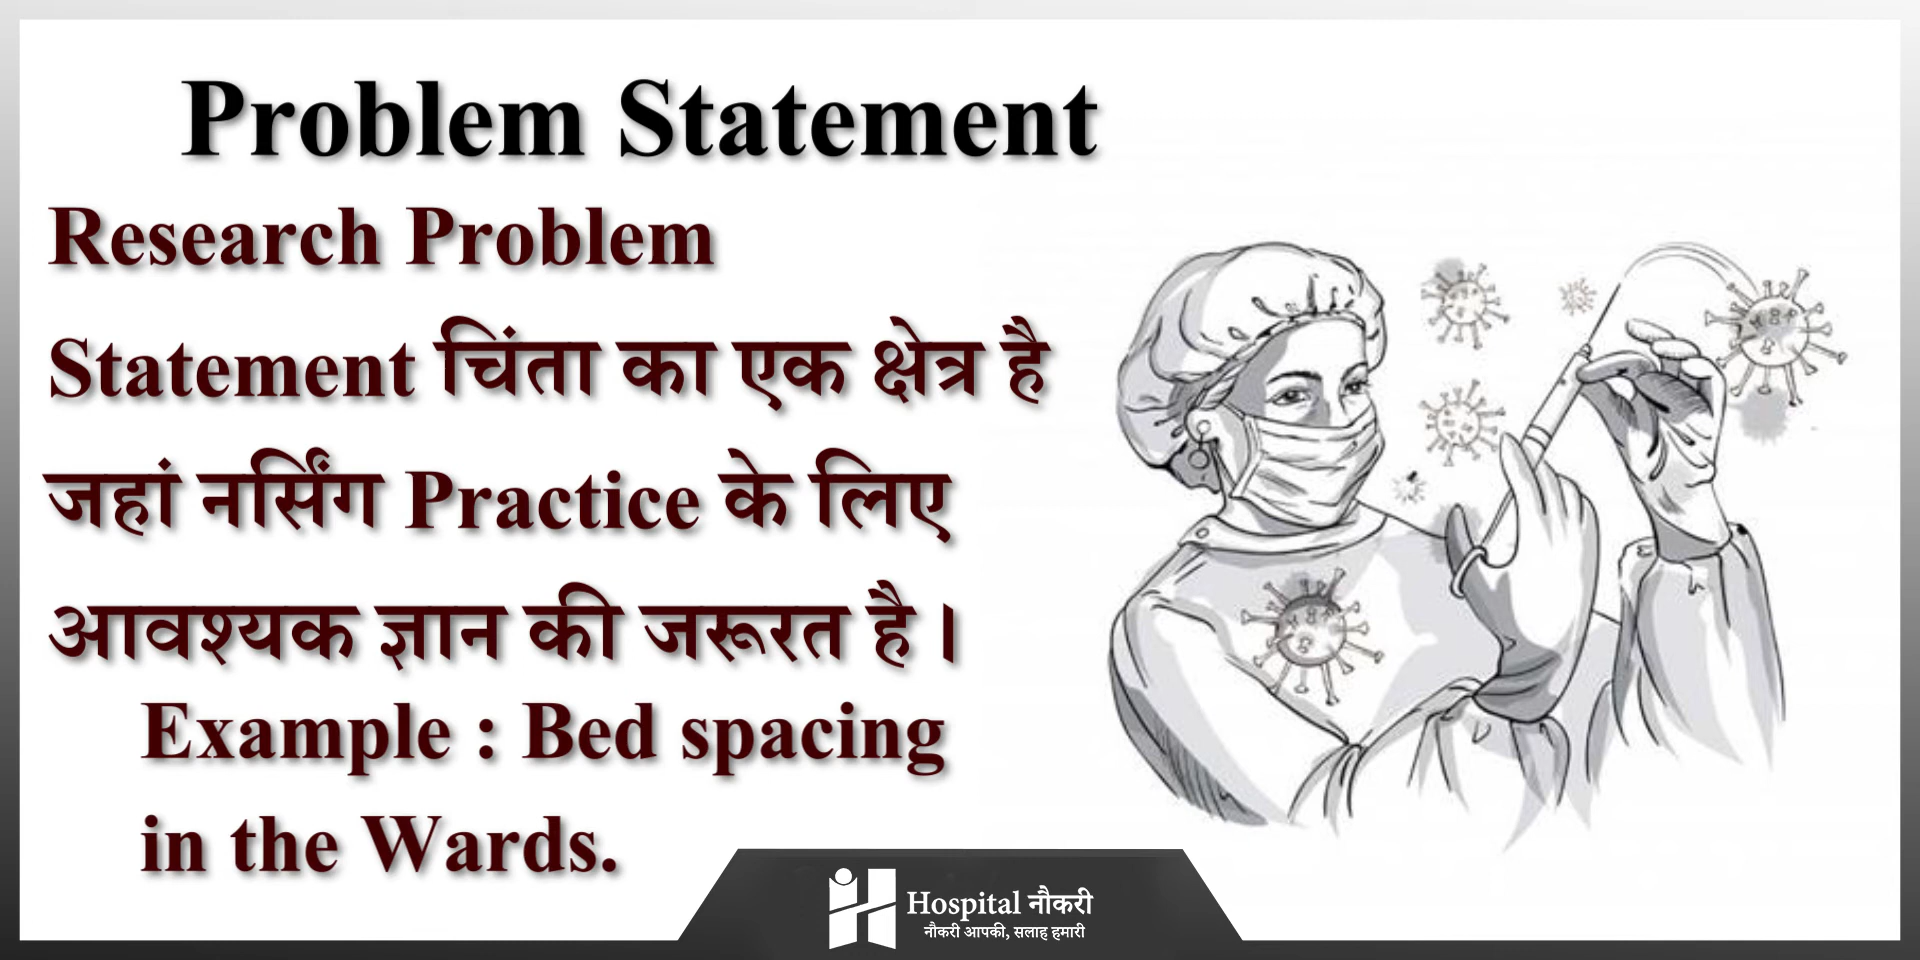 Problem Statement
Research Problem
Statement चिंता का एक क्षेत्र है
जहां नर्सिंग Practice के लिए
आवश्यक ज्ञान की जरूरत है।
Example : Bed spacing
in the Wards.
Hospital नौकरी
नौकरी आपकी, सलाह हमारी